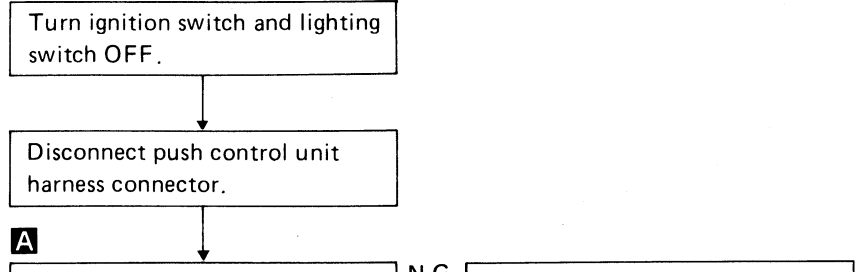 Turn ignition switch and lighting
switch OFF.
Disconnect push control unit
harness connector.
A
N.G.